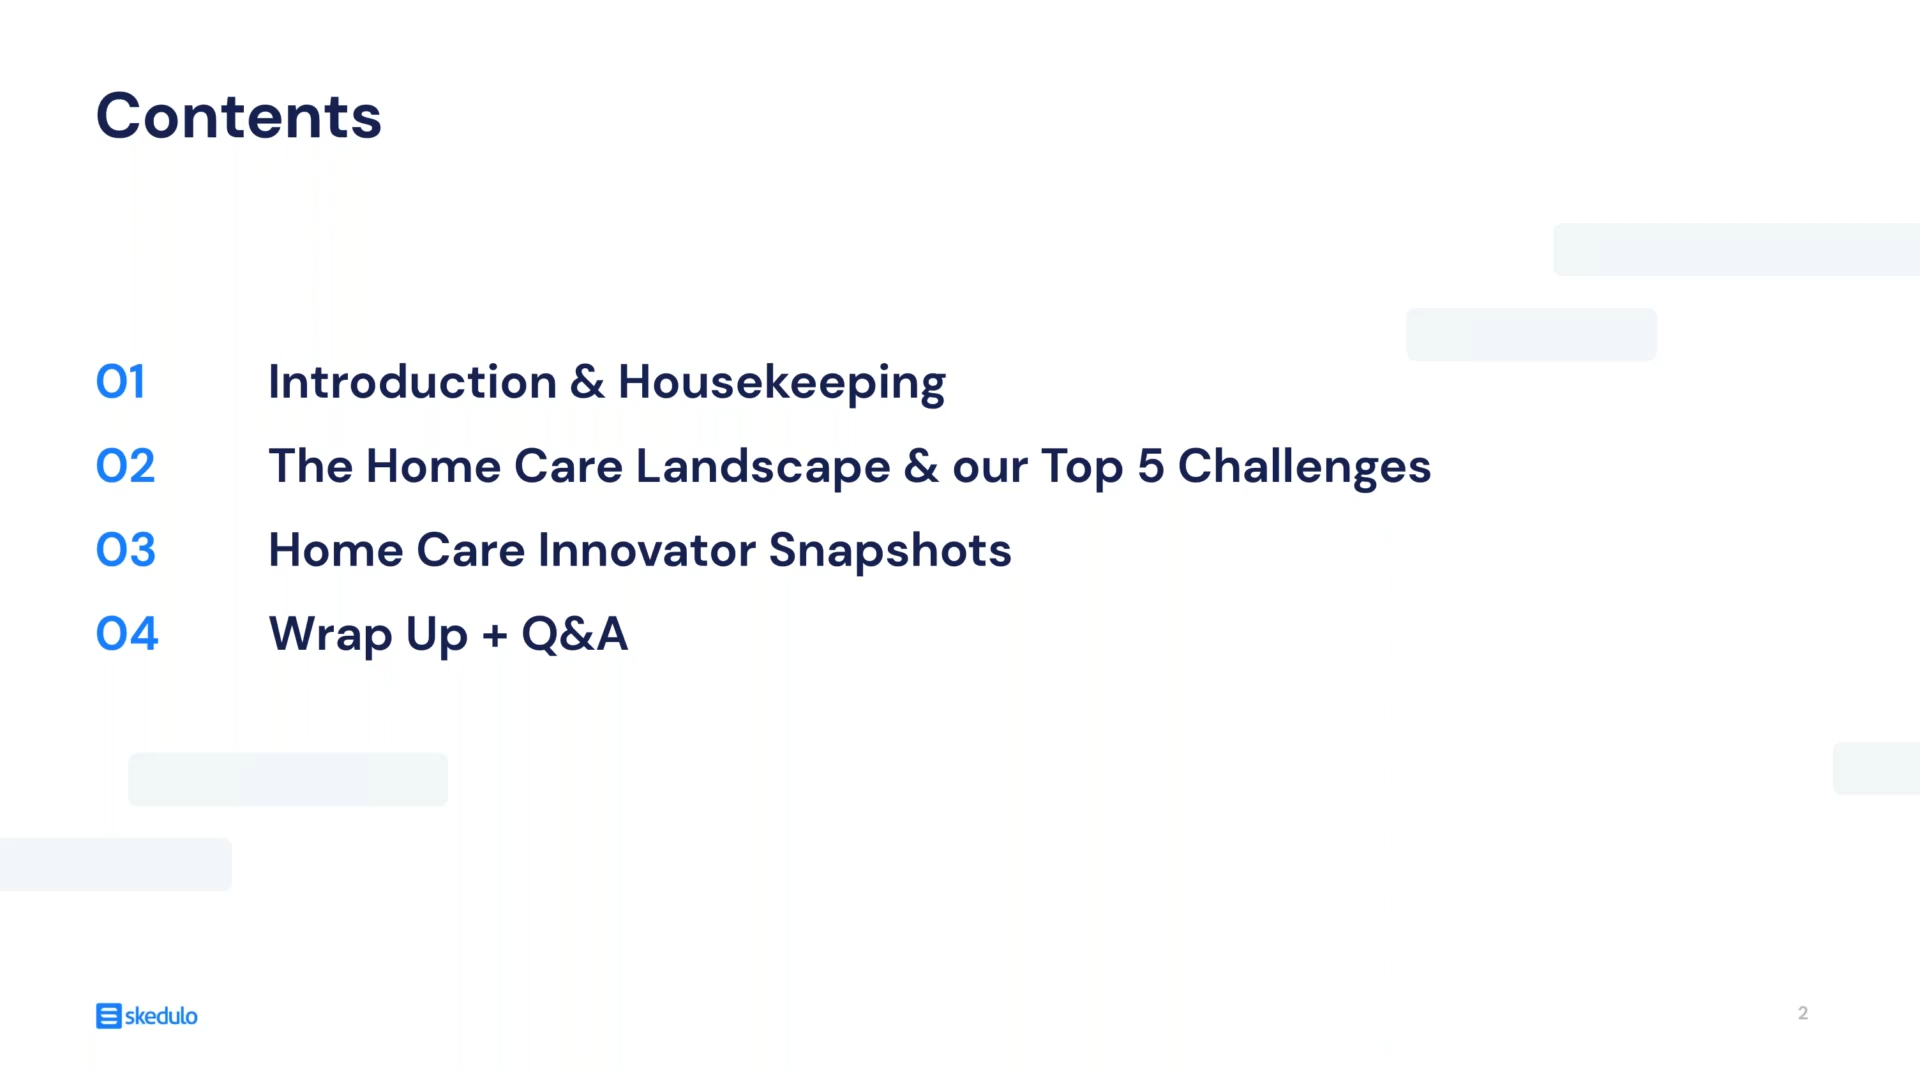 Contents
01 Introduction & Housekeeping
02 The Home Care Landscape & our Top 5 Challenges
03 Home Care Innovator Snapshots
04 Wrap Up + Q&A
skedulo
2